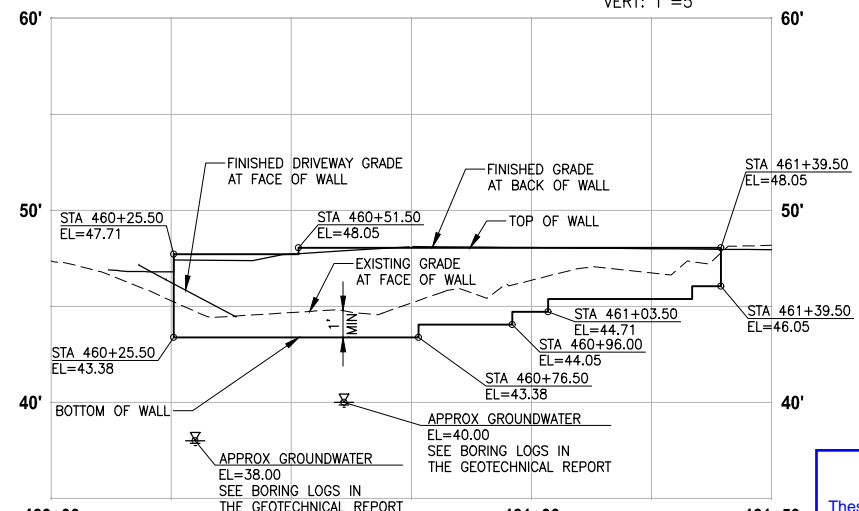 VERT: 1"=5'
60'
60'
FINISHED DRIVEWAY GRADE
AT FACE OF WALL
FINISHED GRADE
AT BACK OF WALL
STA 461+39.50
EL=48.05
50'
50'
STA 460+25.50
EL=47.71
STA 460+51.50
EL=48.05
TOP OF WALL
EXISTING GRADE
AT FACE OF WALL
1'
MIN
STA 461+03.50
EL=44.71
STA 461+39.50
EL=46.05
STA 460+96.00
EL=44.05
STA 460+25.50
EL=43.38
STA 460+76.50
EL=43.38
40'
40'
BOTTOM OF WALL
APPROX GROUNDWATER
EL=40.00
SEE BORING LOGS IN
THE GEOTECHNICAL REPORT
APPROX GROUNDWATER
EL=38.00
SEE BORING LOGS IN
THE GEOTECHNICAL REPORT
These